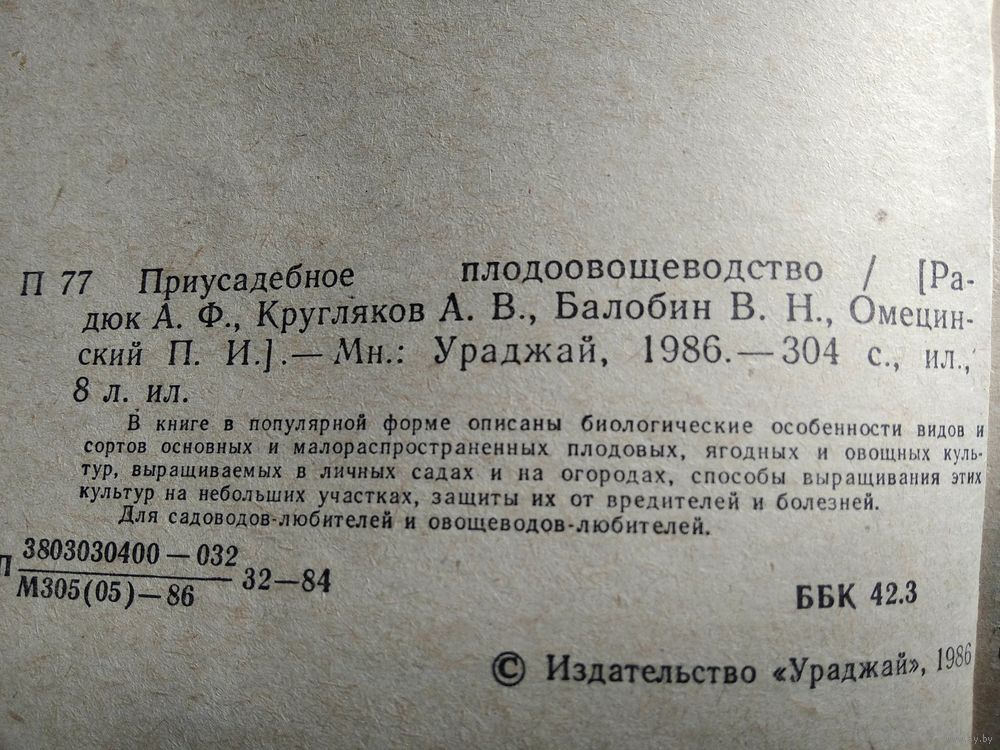 П 77 Приусадебное плодоовощеводство / [Ра-
дюк А. Ф., Кругляков А. В., Балобин В. Н., Омецин-
ский П. И.].— Мн.: Ураджай, 1986.— 304 с., ил.,
8 л. ил.
В книге в популярной форме описаны биологические особенности видов и
сортов основных и малораспространенных плодовых, ягодных и овощных куль-
тур, выращиваемых в личных садах и на огородах, способы выращивания этих
культур на небольших участках, защиты их от вредителей и болезней.
Для садоводов-любителей и овощеводов-любителей.
П 3803030400—032
М305(05)—86 32—84
ББК 42.3
© Издательство «Ураджай», 1986